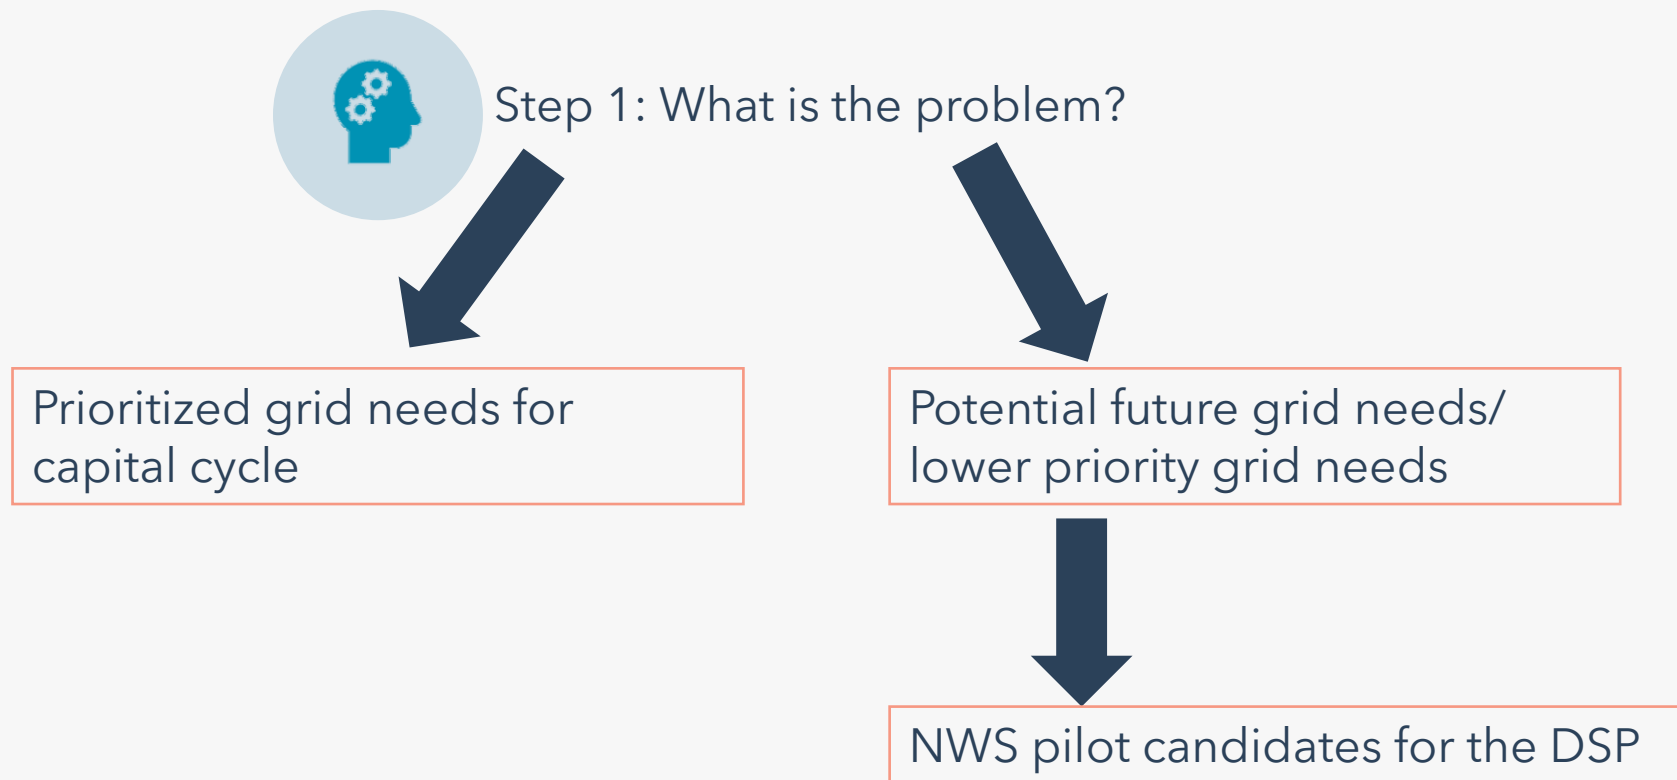 Step 1: What is the problem?
Prioritized grid needs for
capital cycle
Potential future grid needs/
lower priority grid needs
NWS pilot candidates for the DSP